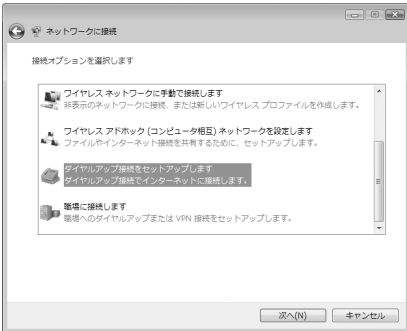 ネットワークに接続
接続オプションを選択します
ワイヤレス ネットワークに手動で接続します
非表示のネットワークに接続、または新しいワイヤレス プロファイルを作成します。
ワイヤレス アドホック (コンピュータ相互) ネットワークを設定します
ファイルやインターネット接続を共有するために、セットアップします。
ダイヤルアップ接続をセットアップします
ダイヤルアップ接続でインターネットに接続します。
職場に接続します
職場へのダイヤルアップまたは VPN 接続をセットアップします。
次へ(N)
キャンセル